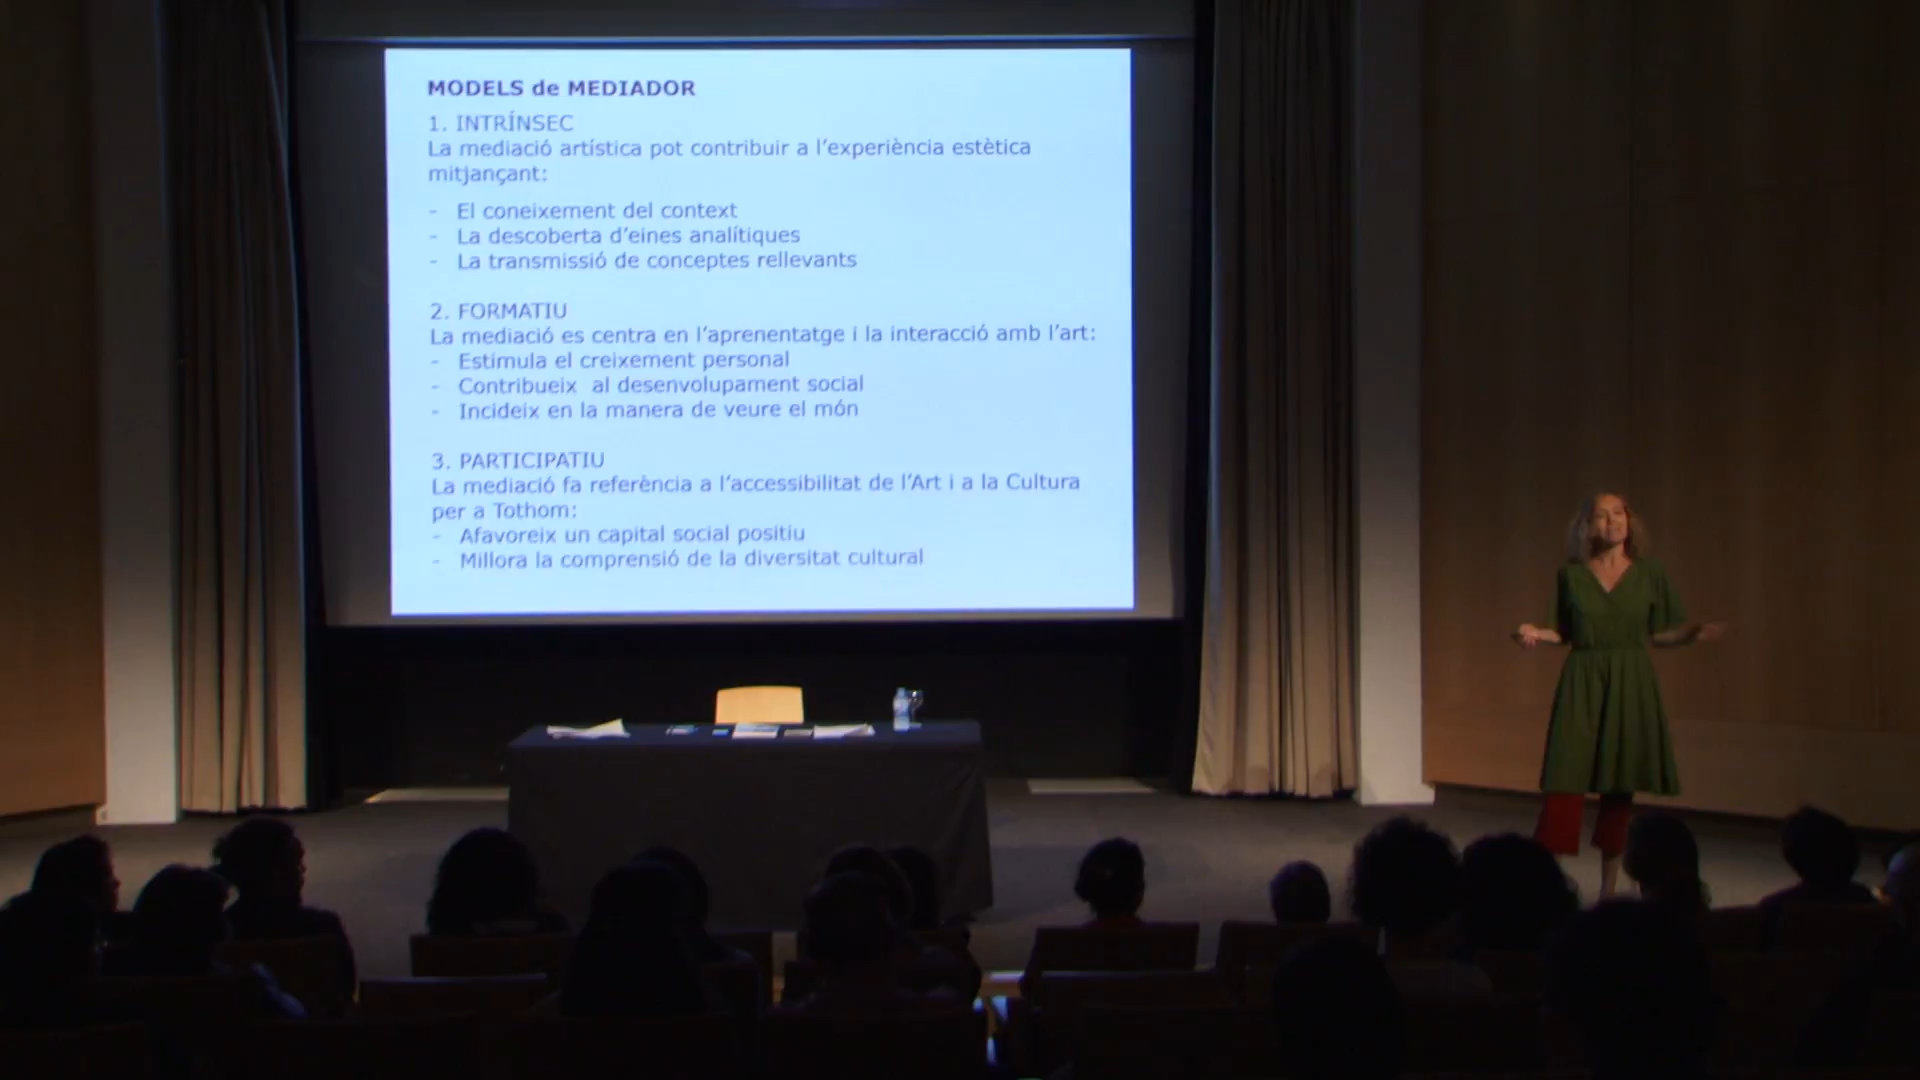 MODELS de MEDIADOR
1. INTRÍNSEC
La mediació artística pot contribuir a l'experiència estètica
mitjançant:
- El coneixement del context
- La descoberta d'eines analítiques
- La transmissió de conceptes rellevants
2. FORMATIU
La mediació es centra en l'aprenentatge i la interacció amb l'art:
- Estimula el creixement personal
- Contribueix al desenvolupament social
- Incideix en la manera de veure el món
3. PARTICIPATIU
La mediació fa referència a l'accessibilitat de l'Art i a la Cultura
per a Tothom:
- Afavoreix un capital social positiu
- Millora la comprensió de la diversitat cultural